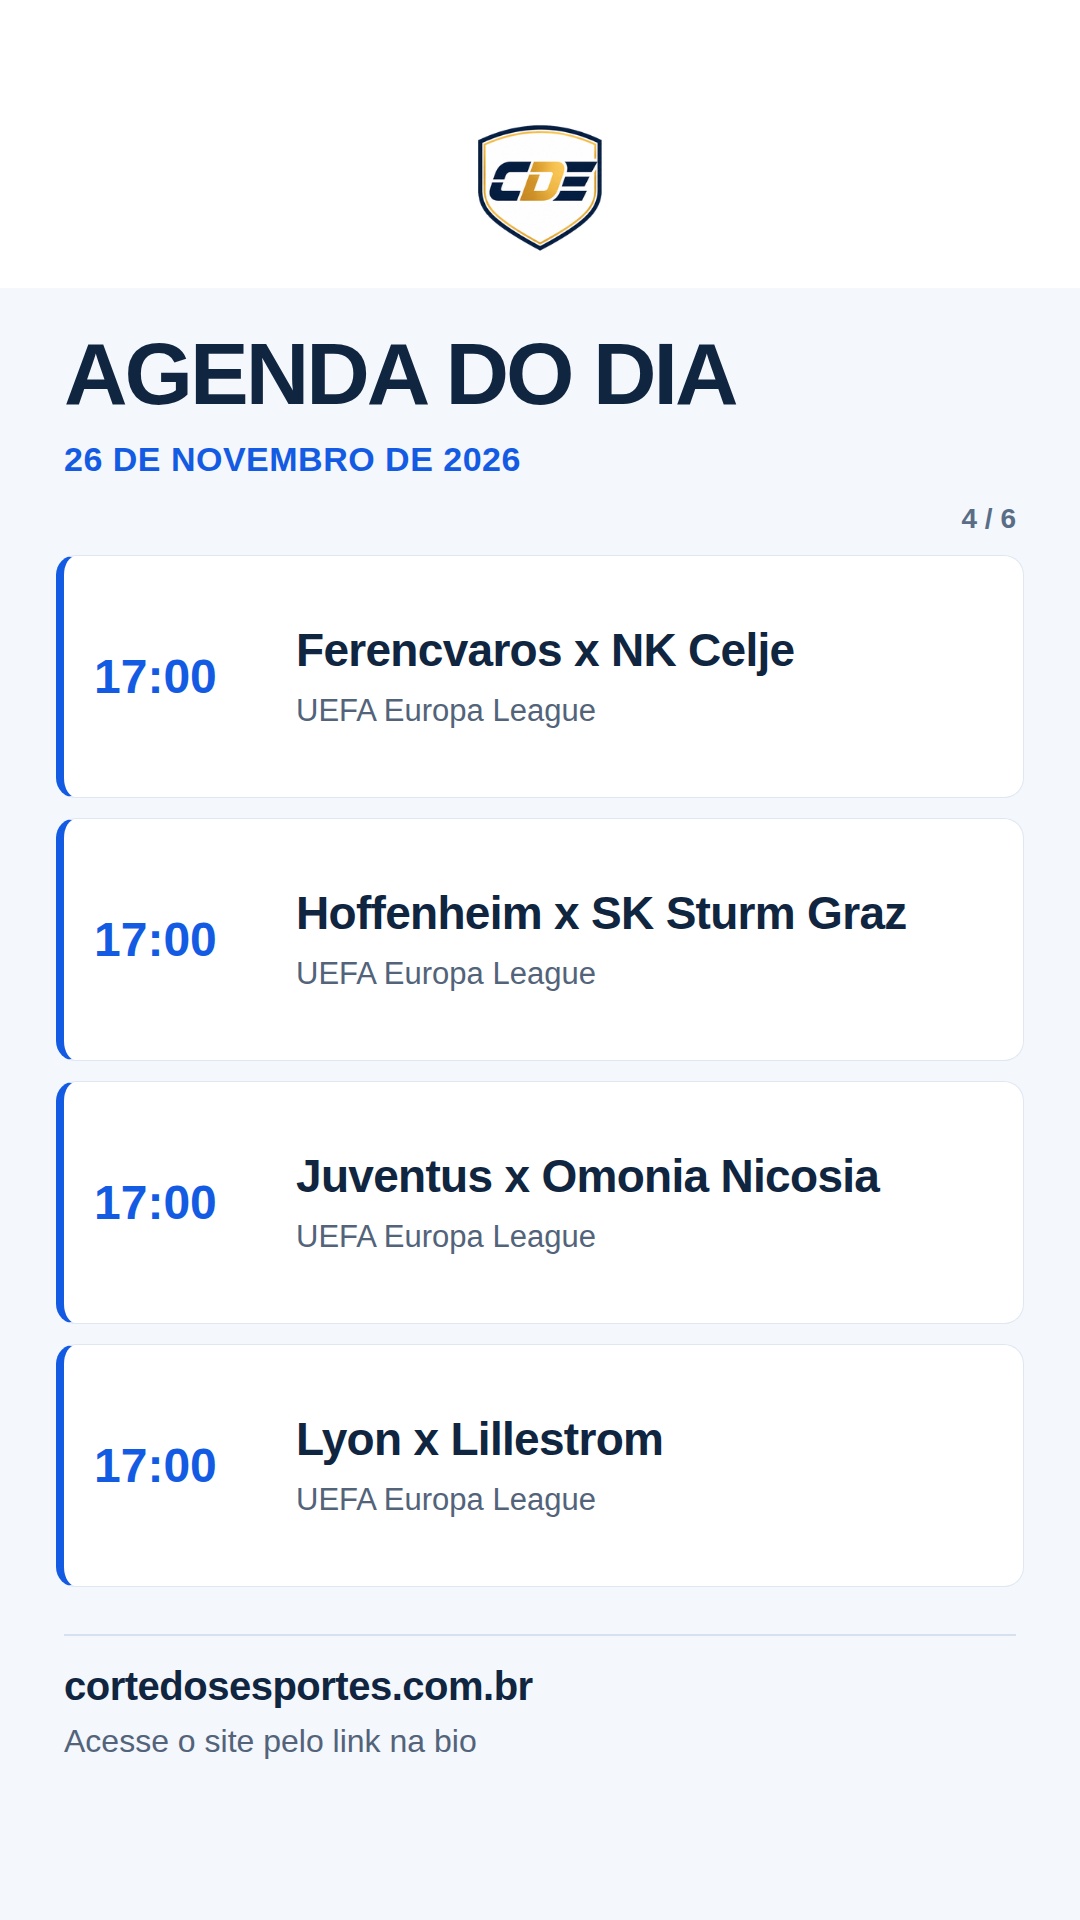 CDE
AGENDA DO DIA
26 DE NOVEMBRO DE 2026
4 / 6
17:00
Ferencvaros x NK Celje
UEFA Europa League
17:00
Hoffenheim x SK Sturm Graz
UEFA Europa League
17:00
Juventus x Omonia Nicosia
UEFA Europa League
17:00
Lyon x Lillestrom
UEFA Europa League
cortedosesportes.com.br
Acesse o site pelo link na bio